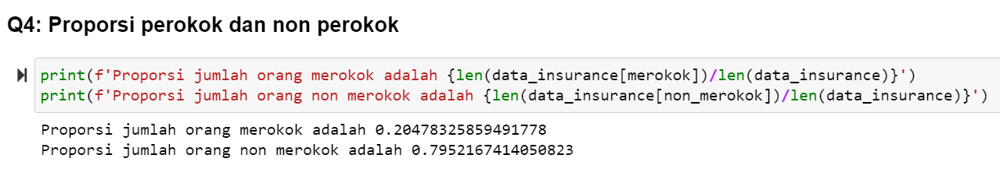 Q4: Proporsi perokok dan non perokok
print(f'Proporsi jumlah orang merokok adalah {len(data_insurance[merokok])/len(data_insurance)}')
print(f'Proporsi jumlah orang non merokok adalah {len(data_insurance[non_merokok])/len(data_insurance)}')
Proporsi jumlah orang merokok adalah 0.20478325859491778
Proporsi jumlah orang non merokok adalah 0.7952167414050823